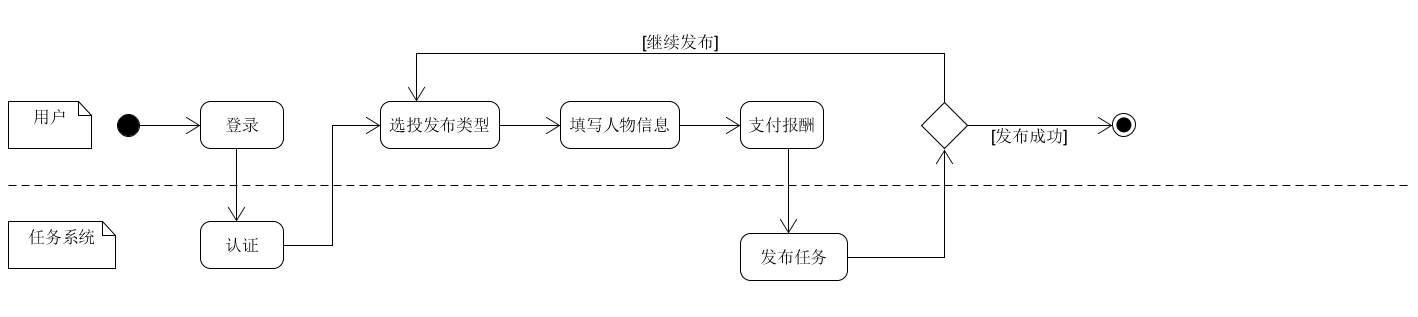 [继续发布]
用户
登录
选投发布类型
填写人物信息
支付报酬
[发布成功]
任务系统
认证
发布任务